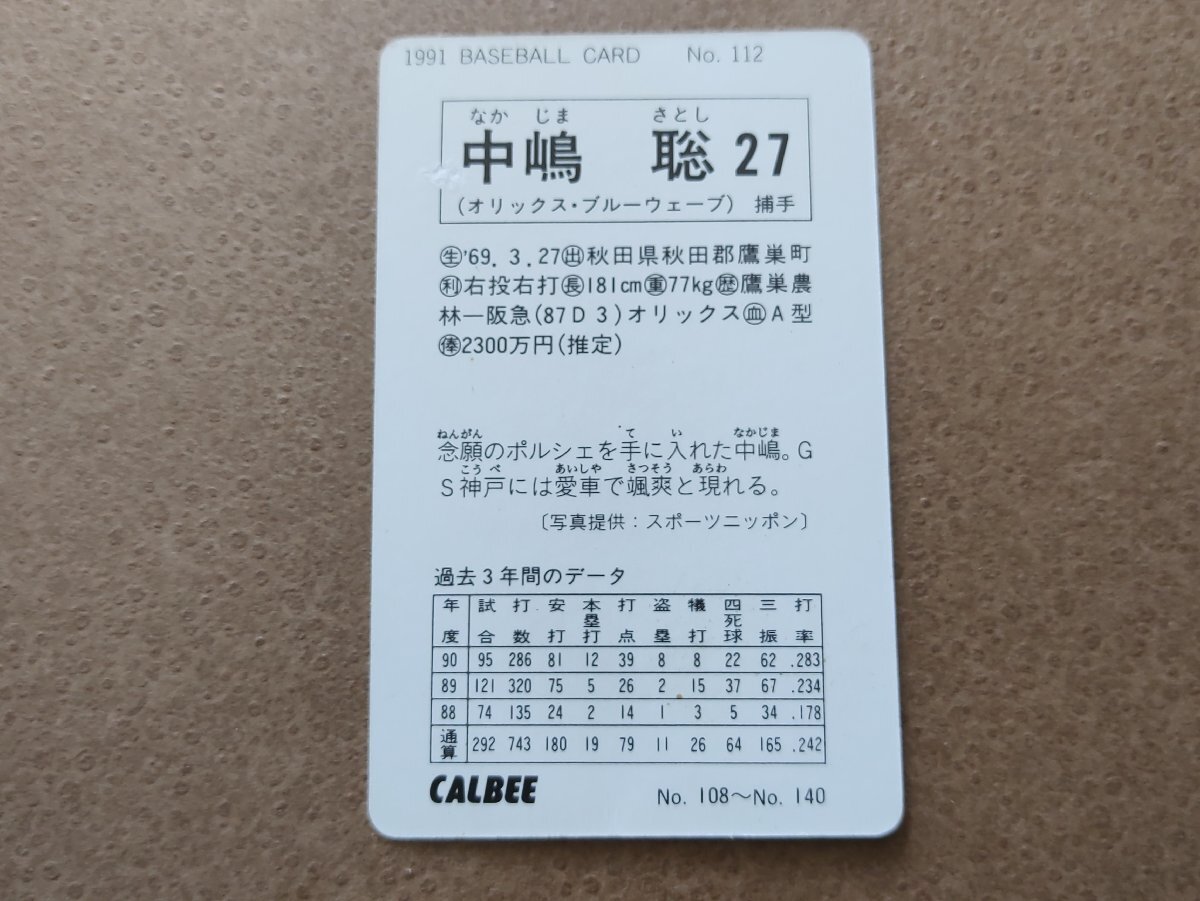 1991 BASEBALL CARD No. 112
なか じま さとし
中嶋 聡 27
(オリックス・ブルーウェーブ) 捕手
㊤'69. 3. 27㊤秋田県秋田郡鷹巣町
利右投右打長181cm重77kg歴鷹巣農
林―阪急(87D3)オリックス血A型
俸2300万円(推定)
ねんがん て い なかじま
念願のポルシェを手に入れた中嶋。G
こうべ あいしや さつそう あらわ
S神戸には愛車で颯爽と現れる。
〔写真提供：スポーツニッポン〕
過去3年間のデータ
年度 試合 打数 安打 本塁打 打点 盗塁 犠打 四死球 三振 打率
90 95 286 81 12 39 8 8 22 62 .283
89 121 320 75 5 26 2 15 37 67 .234
88 74 135 24 2 14 1 3 5 34 .178
通算 292 743 180 19 79 11 26 64 165 .242
CALBEE No. 108～No. 140